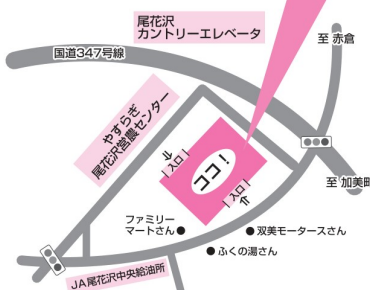 尾花沢
カントリーエレベータ
至 赤倉
国道347号線
やすらぎ
尾花沢営農センター
⇒
入口
ココ！
入口
⇒
至 加美町
ファミリー
マートさん●
●双美モータースさん
●ふくの湯さん
JA尾花沢中央給油所